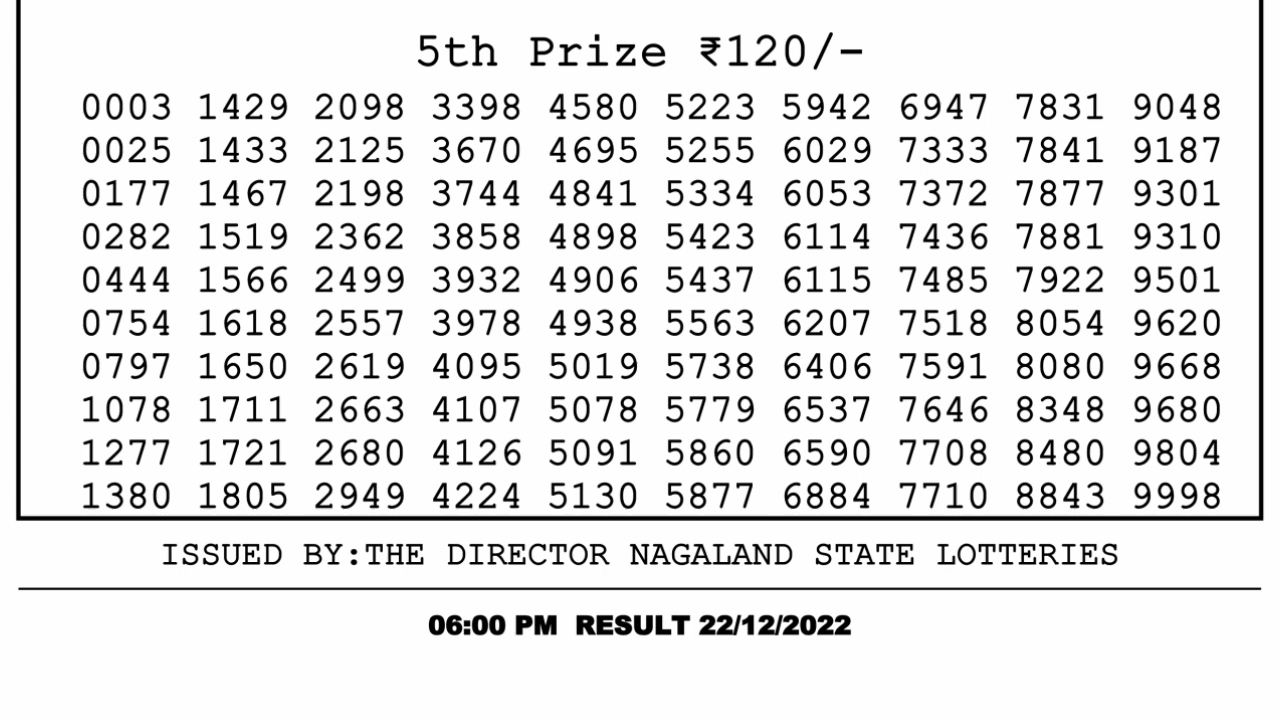 5th Prize ₹120/-
0003 1429 2098 3398 4580 5223 5942 6947 7831 9048
0025 1433 2125 3670 4695 5255 6029 7333 7841 9187
0177 1467 2198 3744 4841 5334 6053 7372 7877 9301
0282 1519 2362 3858 4898 5423 6114 7436 7881 9310
0444 1566 2499 3932 4906 5437 6115 7485 7922 9501
0754 1618 2557 3978 4938 5563 6207 7518 8054 9620
0797 1650 2619 4095 5019 5738 6406 7591 8080 9668
1078 1711 2663 4107 5078 5779 6537 7646 8348 9680
1277 1721 2680 4126 5091 5860 6590 7708 8480 9804
1380 1805 2949 4224 5130 5877 6884 7710 8843 9998
ISSUED BY:THE DIRECTOR NAGALAND STATE LOTTERIES
06:00 PM  RESULT 22/12/2022